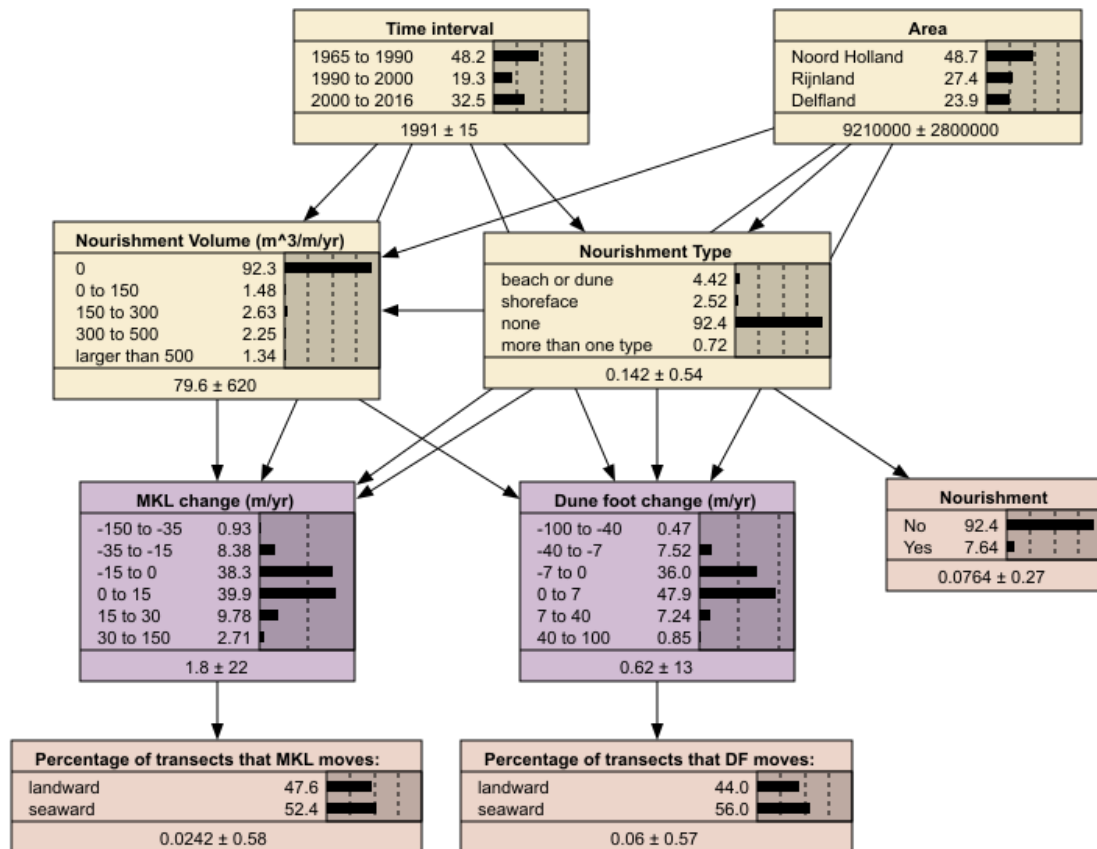 Time interval
1965 to 1990 48.2
1990 to 2000 19.3
2000 to 2016 32.5
1991 ± 15
Area
Noord Holland 48.7
Rijnland 27.4
Delfland 23.9
9210000 ± 2800000
Nourishment Volume (m^3/m/yr)
0 92.3
0 to 150 1.48
150 to 300 2.63
300 to 500 2.25
larger than 500 1.34
79.6 ± 620
Nourishment Type
beach or dune 4.42
shoreface 2.52
none 92.4
more than one type 0.72
0.142 ± 0.54
MKL change (m/yr)
-150 to -35 0.93
-35 to -15 8.38
-15 to 0 38.3
0 to 15 39.9
15 to 30 9.78
30 to 150 2.71
1.8 ± 22
Dune foot change (m/yr)
-100 to -40 0.47
-40 to -7 7.52
-7 to 0 36.0
0 to 7 47.9
7 to 40 7.24
40 to 100 0.85
0.62 ± 13
Nourishment
No 92.4
Yes 7.64
0.0764 ± 0.27
Percentage of transects that MKL moves:
landward 47.6
seaward 52.4
0.0242 ± 0.58
Percentage of transects that DF moves:
landward 44.0
seaward 56.0
0.06 ± 0.57